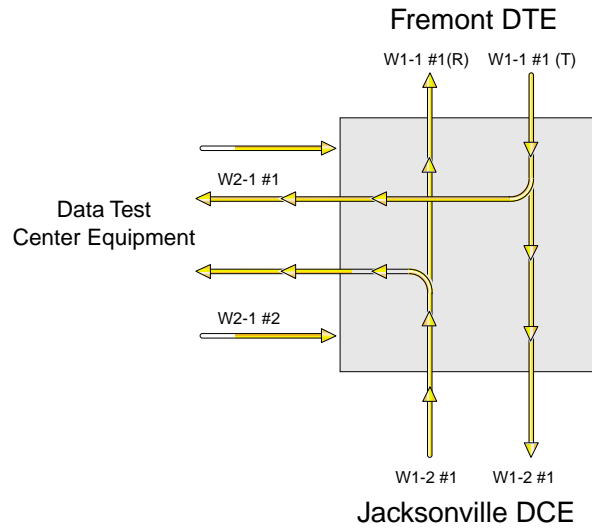 Fremont DTE
W1-1 #1(R) W1-1 #1 (T)
W2-1 #1
Data Test
Center Equipment
W2-1 #2
W1-2 #1 W1-2 #1
Jacksonville DCE